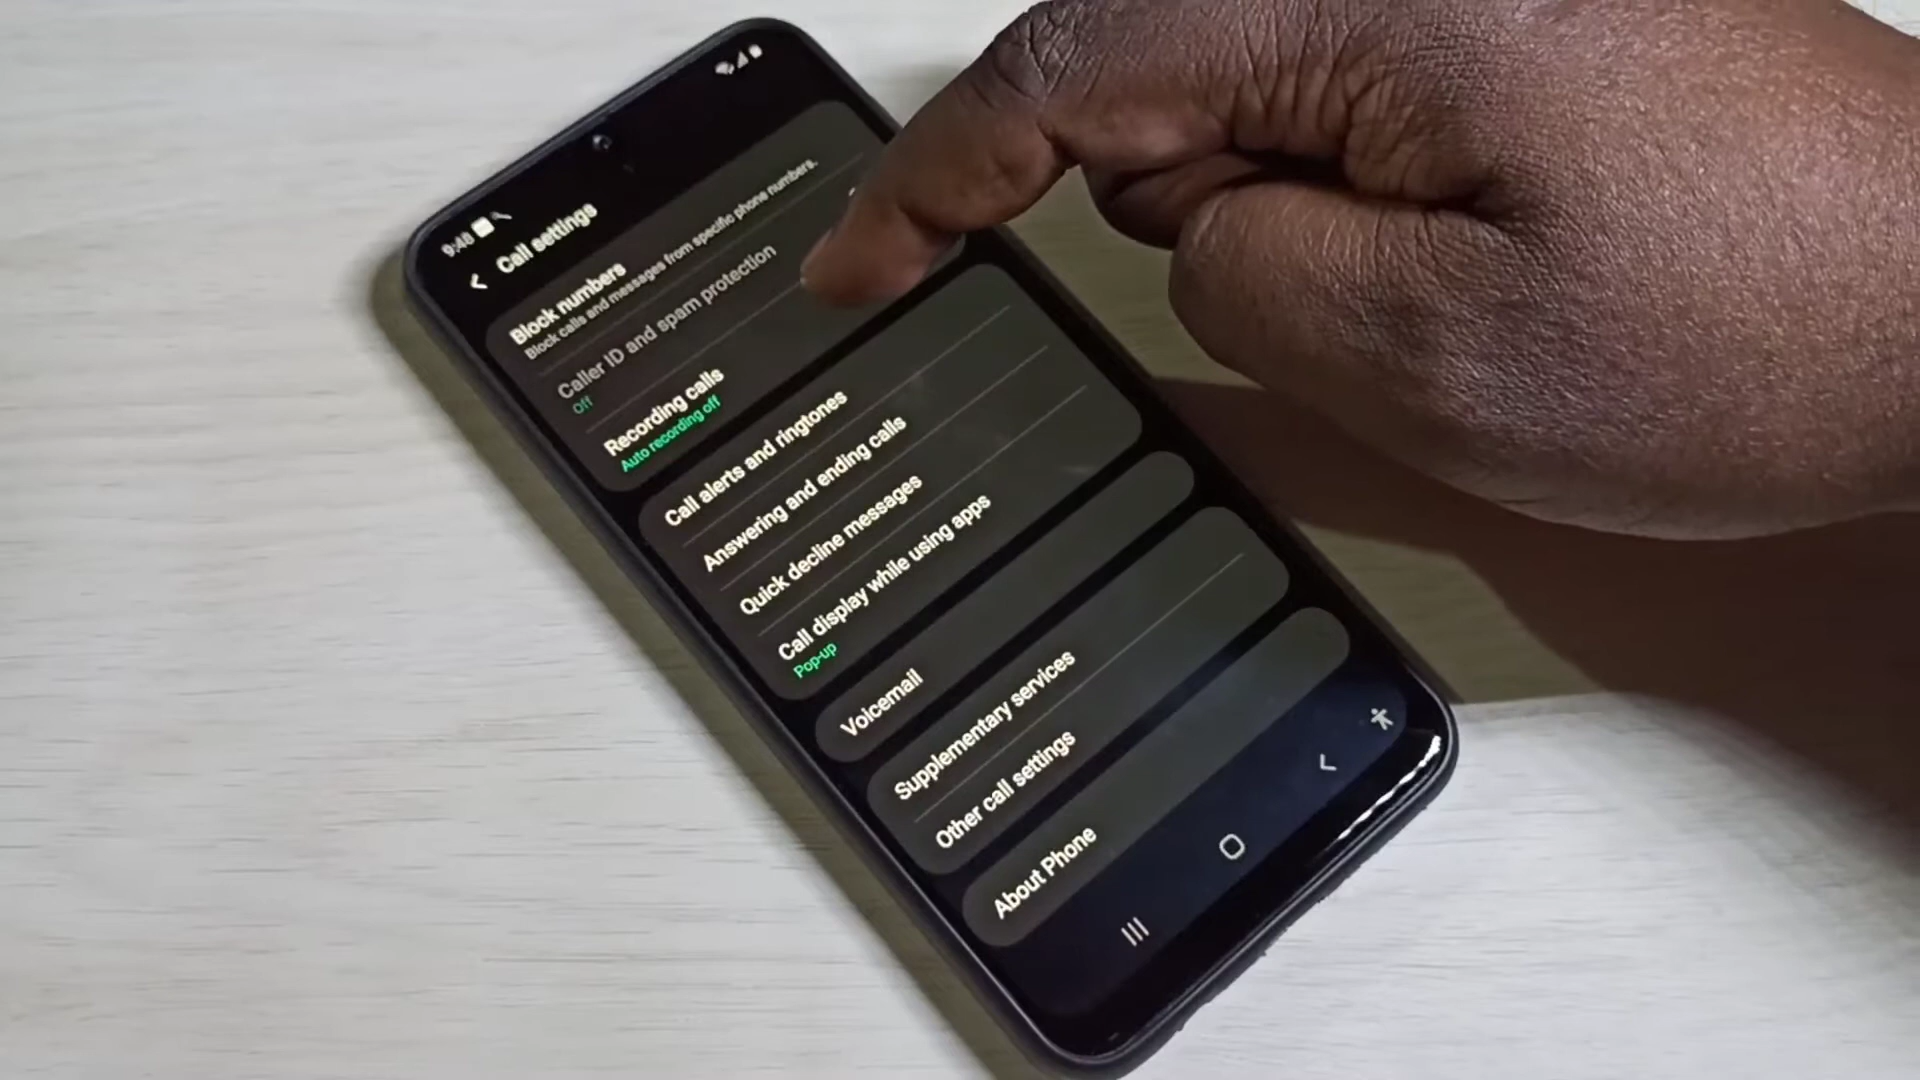 9:48
Call settings
Block numbers
Block calls and messages from specific phone numbers.
Caller ID and spam protection
Off
Recording calls
Auto recording off
Call alerts and ringtones
Answering and ending calls
Quick decline messages
Call display while using apps
Pop-up
Voicemail
Supplementary services
Other call settings
About Phone